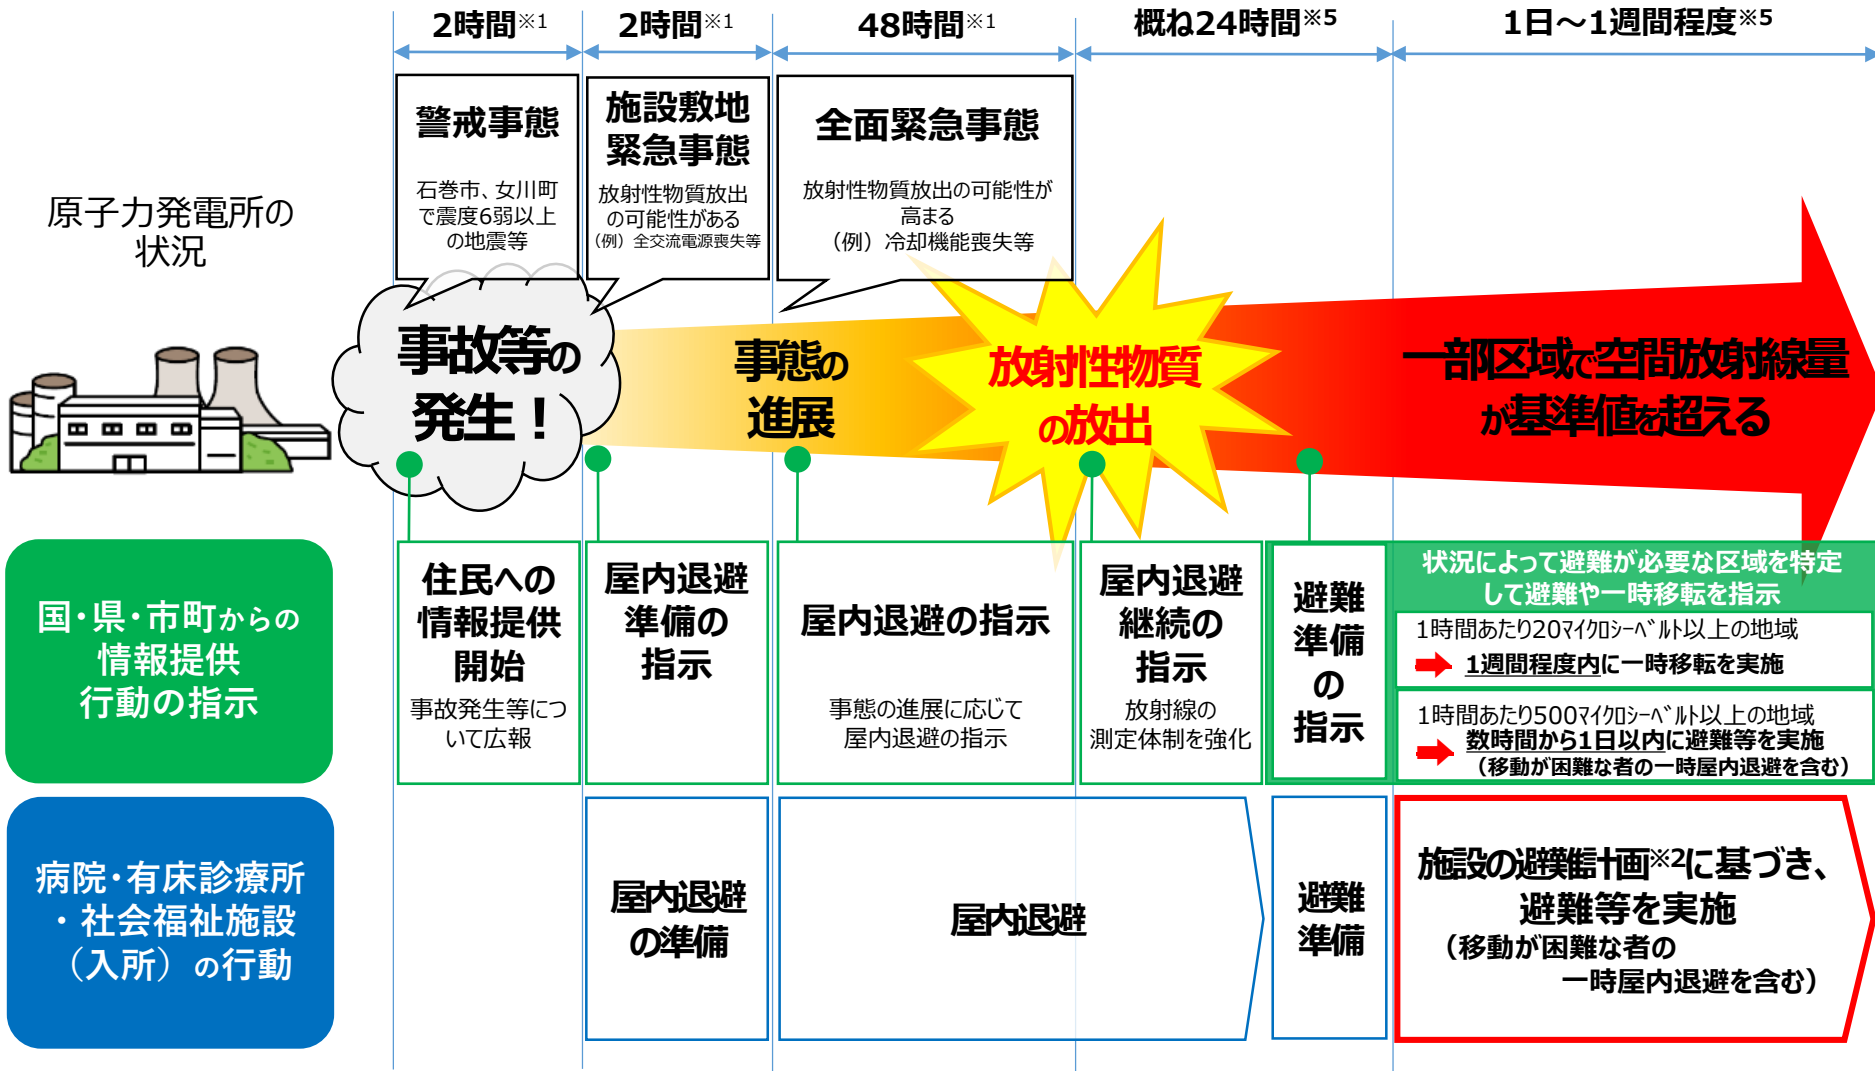 2時間※1
2時間※1
48時間※1
概ね24時間※5
1日～1週間程度※5
原子力発電所の
状況
警戒事態
石巻市、女川町
で震度6弱以上
の地震等
施設敷地
緊急事態
放射性物質放出
の可能性がある
（例）全交流電源喪失等
全面緊急事態
放射性物質放出の可能性が
高まる
（例）冷却機能喪失等
事故等の
発生！
事態の
進展
放射性物質
の放出
一部区域で空間放射線量
が基準値を超える
国・県・市町からの
情報提供
行動の指示
住民への
情報提供
開始
事故発生等につ
いて広報
屋内退避
準備の
指示
屋内退避の指示
事態の進展に応じて
屋内退避の指示
屋内退避
継続の
指示
放射線の
測定体制を強化
避難
準備
の
指示
状況によって避難が必要な区域を特定
して避難や一時移転を指示
1時間あたり20マイクロシーベルト以上の地域
1週間程度内に一時移転を実施
1時間あたり500マイクロシーベルト以上の地域
数時間から1日以内に避難等を実施
（移動が困難な者の一時屋内退避を含む）
病院・有床診療所
・社会福祉施設
（入所）の行動
屋内退避
の準備
屋内退避
避難
準備
施設の避難計画※2に基づき、
避難等を実施
（移動が困難な者の
一時屋内退避を含む）